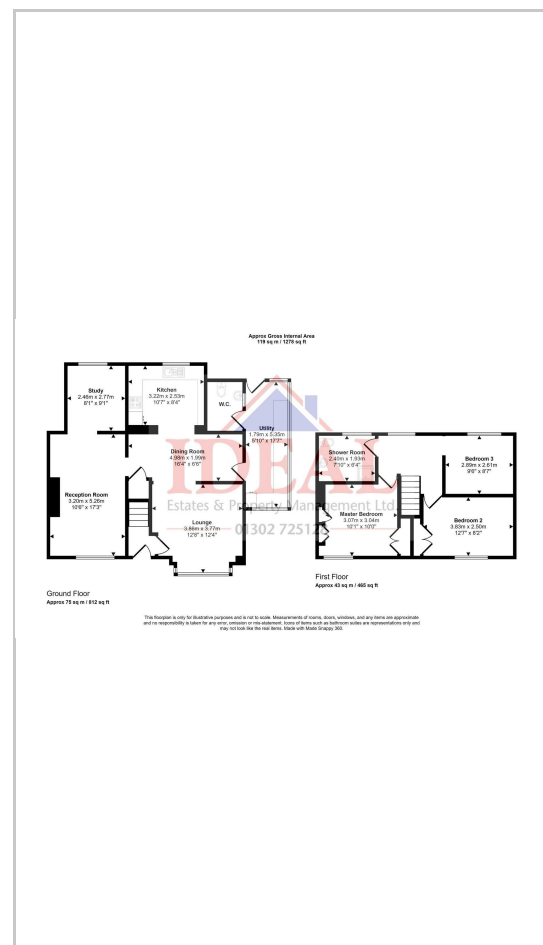 Approx Gross Internal Area
119 sq m / 1278 sq ft
Study
2.46m x 2.77m
8'1" x 9'1"
Kitchen
3.22m x 2.53m
10'7" x 8'4"
W.C.
Utility
1.79m x 5.35m
5'10" x 17'7"
Dining Room
4.98m x 1.99m
16'4" x 6'6"
Reception Room
3.20m x 5.26m
10'6" x 17'3"
Lounge
3.86m x 3.77m
12'8" x 12'4"
Shower Room
2.40m x 1.93m
7'10" x 6'4"
Bedroom 3
2.89m x 2.61m
9'6" x 8'7"
Master Bedroom
3.07m x 3.04m
10'1" x 10'0"
Bedroom 2
3.83m x 2.50m
12'7" x 8'2"
IDEAL
Estates & Property Management Ltd
01302 72512
Ground Floor
Approx 75 sq m / 812 sq ft
First Floor
Approx 43 sq m / 465 sq ft
This floorplan is only for illustrative purposes and is not to scale. Measurements of rooms, doors, windows, and any items are approximate
and no responsibility is taken for any error, omission or mis-statement. Icons of items such as bathroom suites are representations only and
may not look like the real items. Made with Made Snappy 360.